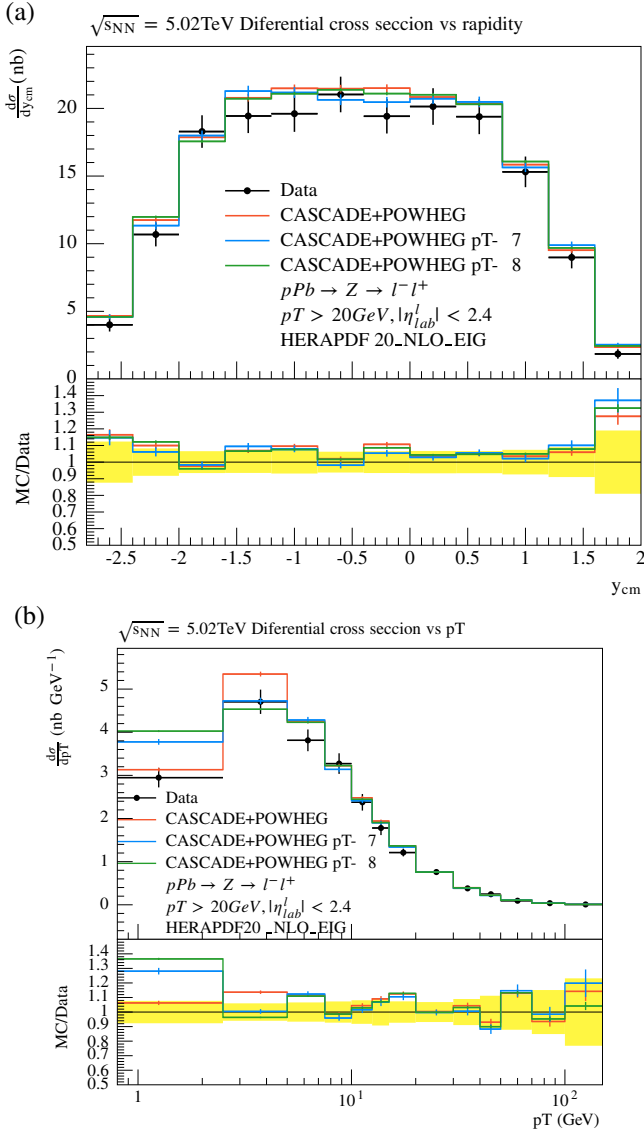 (a)
√sNN = 5.02TeV Diferential cross seccion vs rapidity
dσ/dycm (nb)
20
15
10
5
0
Data
CASCADE+POWHEG
CASCADE+POWHEG pT- 7
CASCADE+POWHEG pT- 8
pPb → Z → l⁻l⁺
pT > 20GeV, |η^l_lab| < 2.4
HERAPDF 20_NLO_EIG
MC/Data
1.4
1.3
1.2
1.1
1
0.9
0.8
0.7
0.6
0.5
-2.5 -2 -1.5 -1 -0.5 0 0.5 1 1.5 2
ycm
(b)
√sNN = 5.02TeV Diferential cross seccion vs pT
dσ/dpT (nb GeV⁻¹)
5
4
3
2
1
0
Data
CASCADE+POWHEG
CASCADE+POWHEG pT- 7
CASCADE+POWHEG pT- 8
pPb → Z → l⁻l⁺
pT > 20GeV, |η^l_lab| < 2.4
HERAPDF20 _NLO_EIG
MC/Data
1.4
1.3
1.2
1.1
1
0.9
0.8
0.7
0.6
0.5
1 10¹ 10²
pT (GeV)